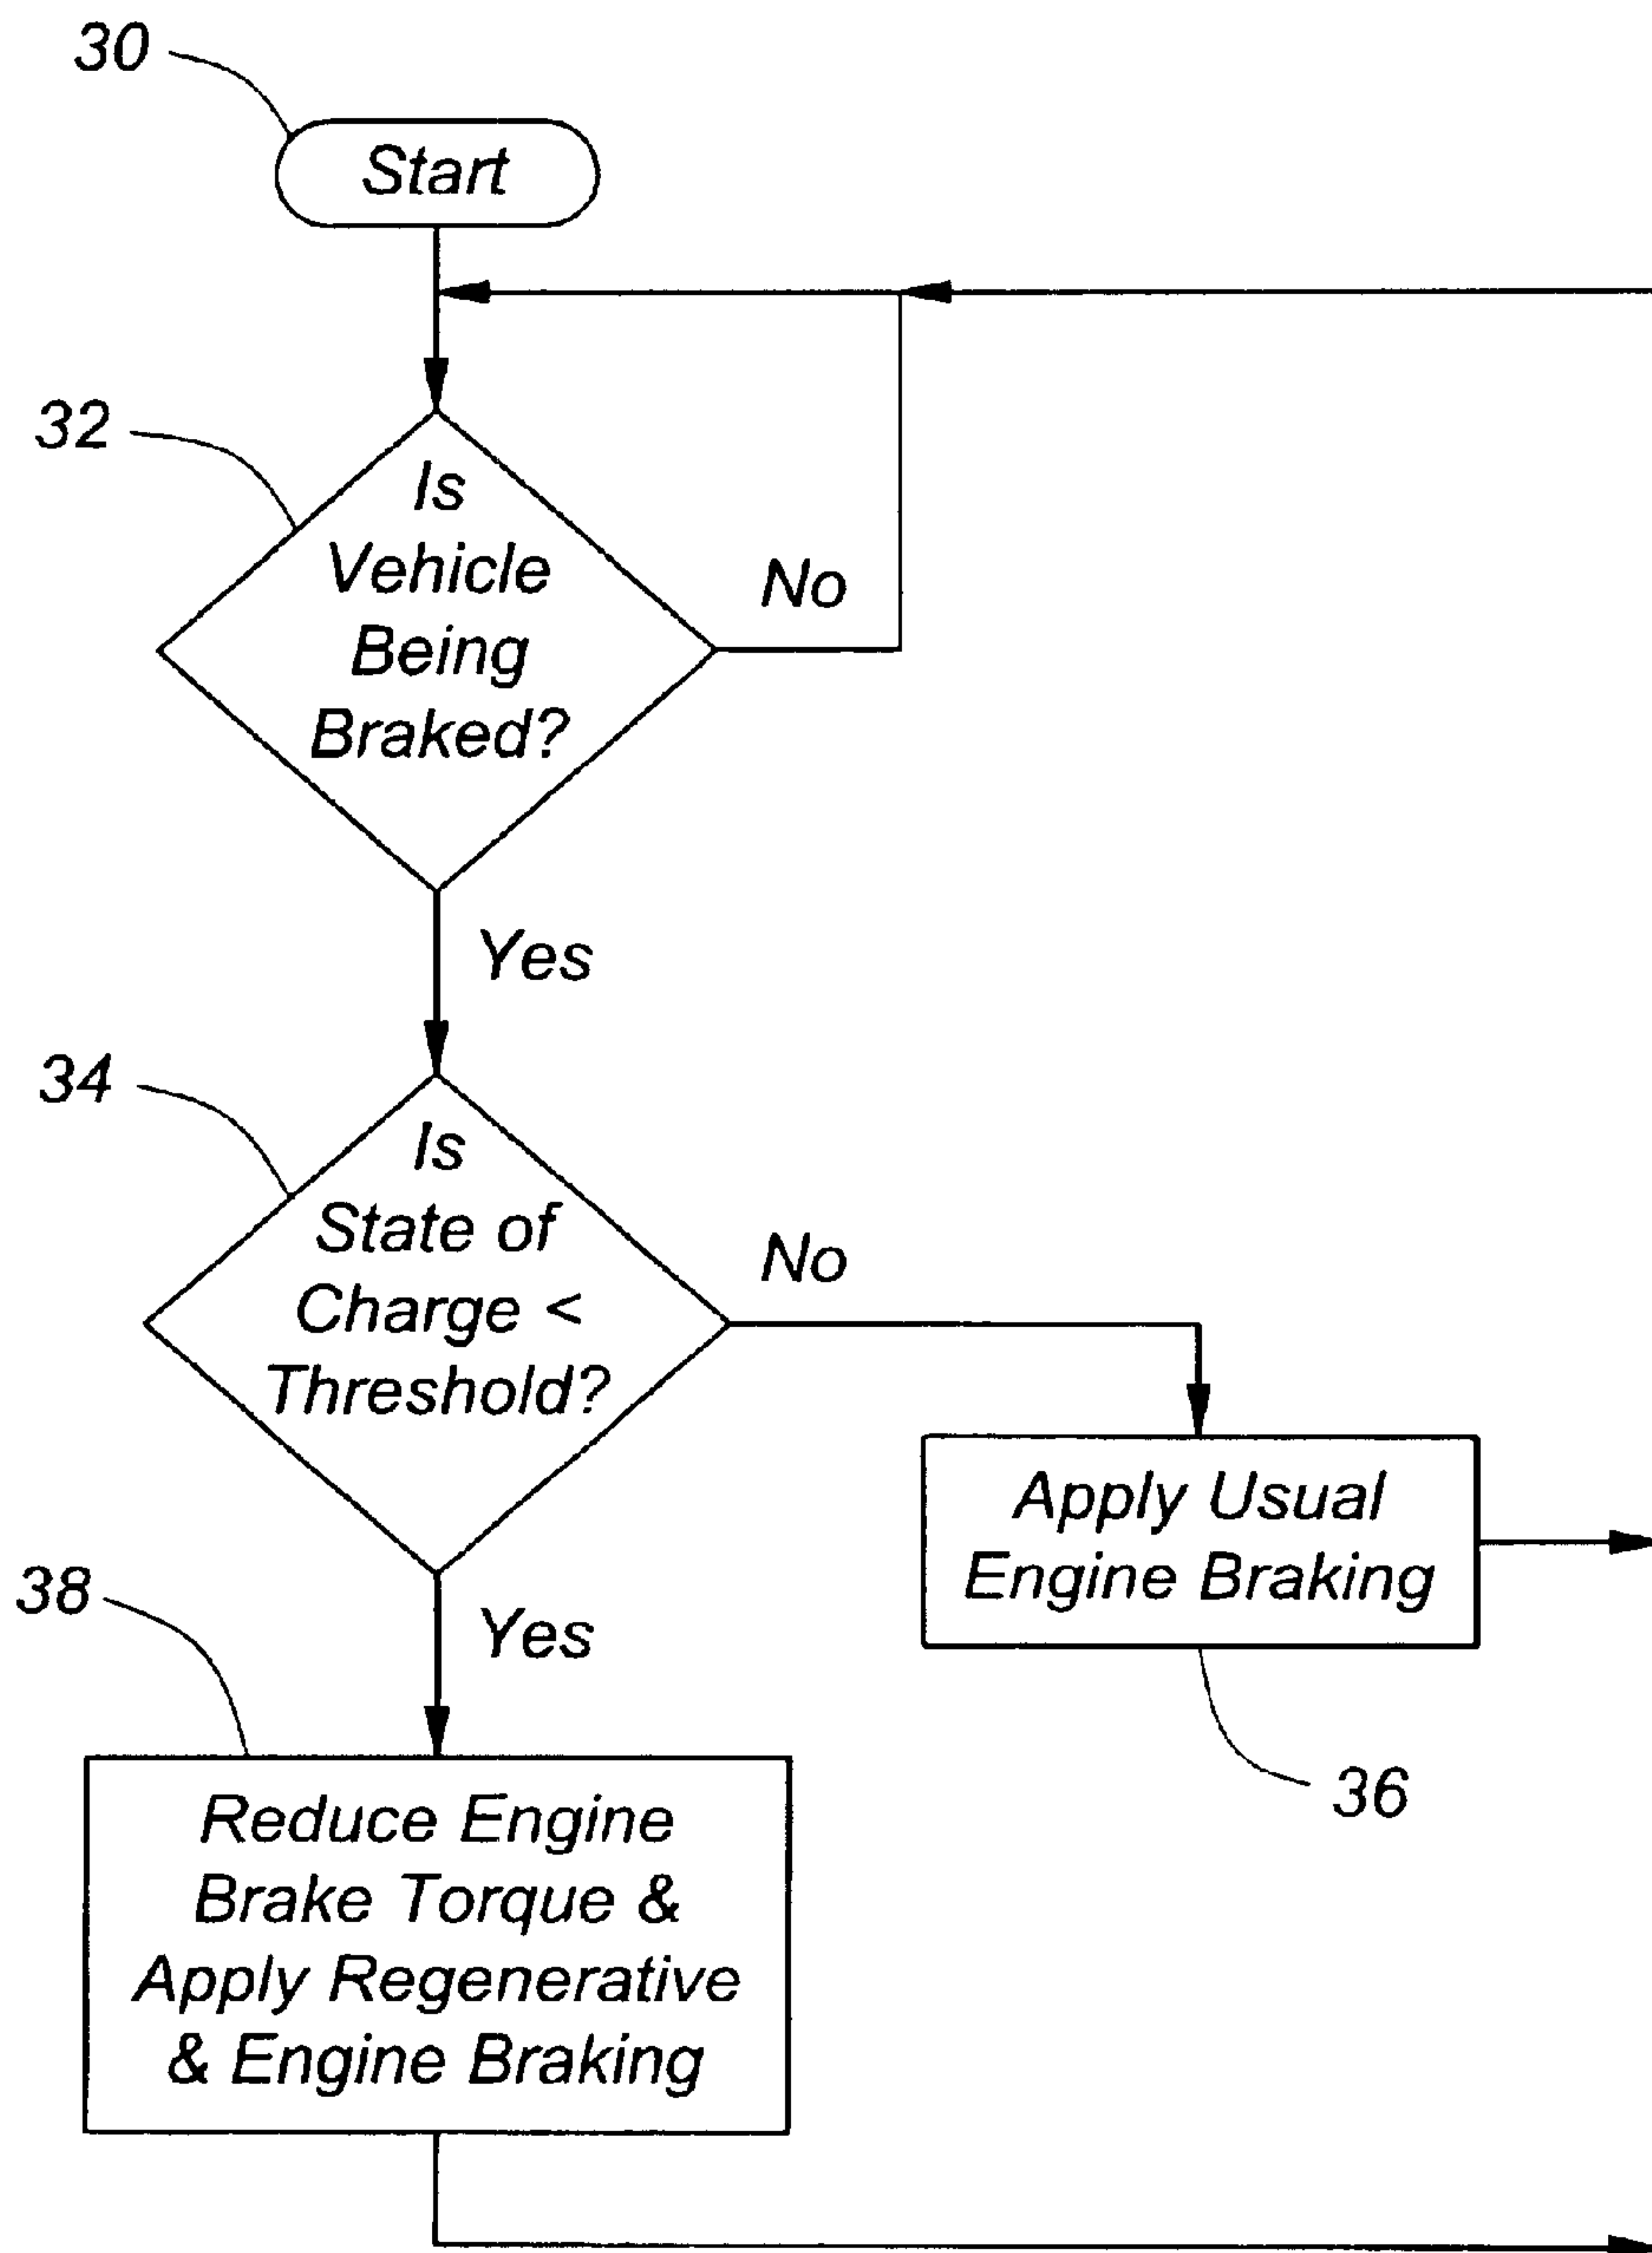 30
Start
32
Is
Vehicle
Being
Braked?
No
Yes
34
Is
State of
Charge <
Threshold?
No
Apply Usual
Engine Braking
36
38
Yes
Reduce Engine
Brake Torque &
Apply Regenerative
& Engine Braking